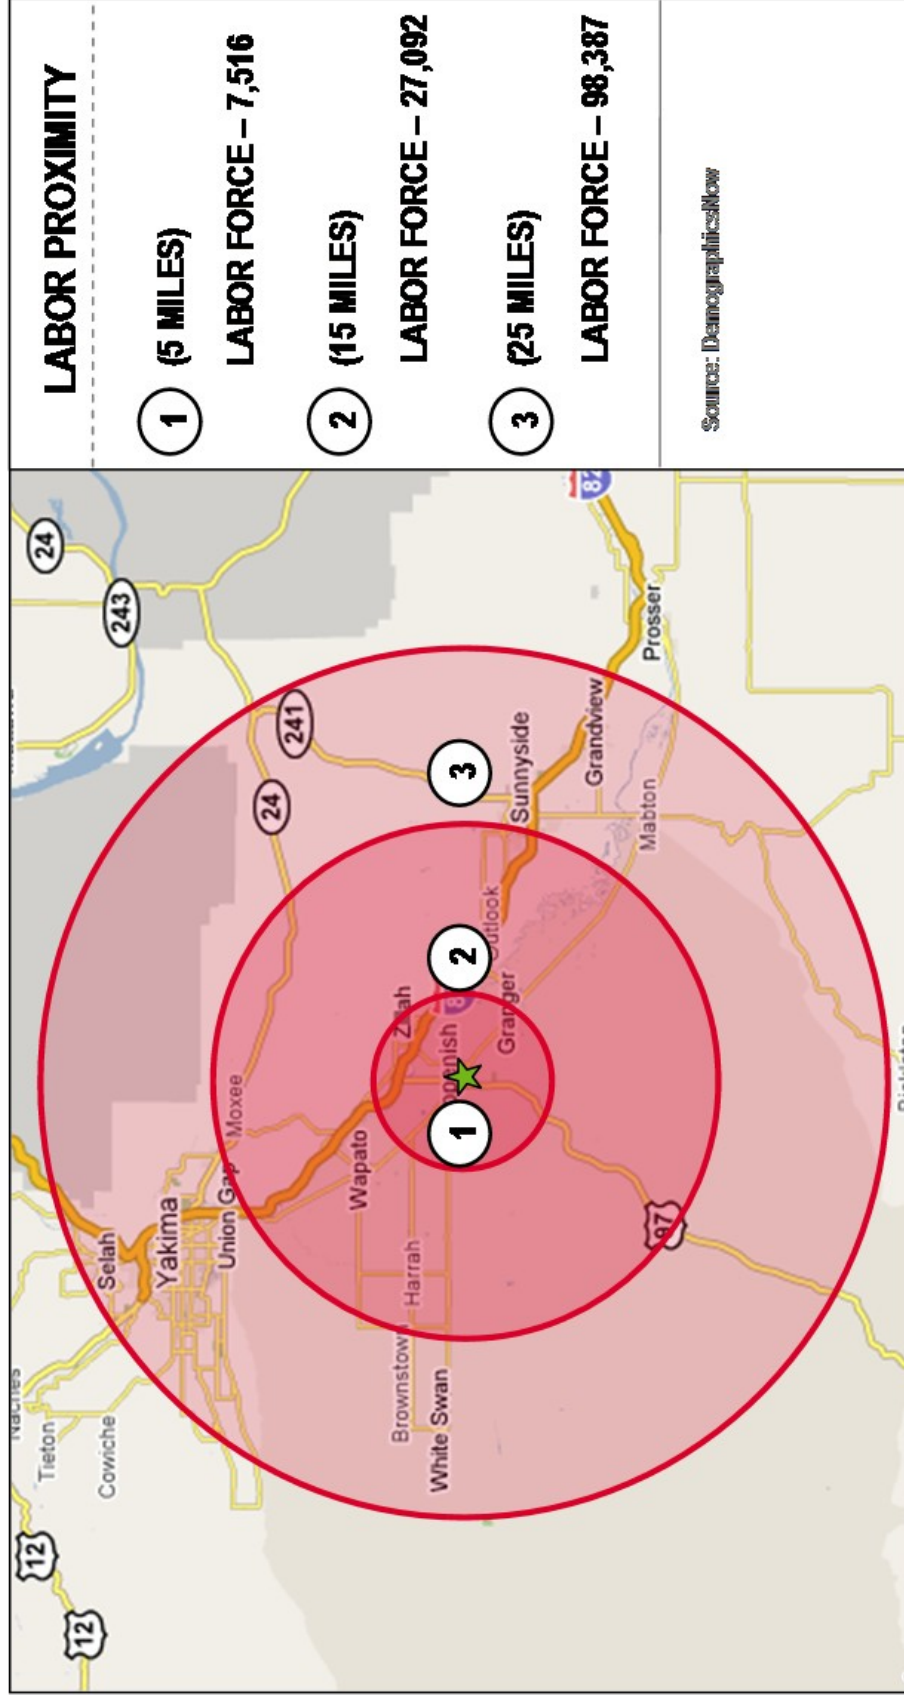 LABOR PROXIMITY
1 (5 MILES)
LABOR FORCE – 7,516
2 (15 MILES)
LABOR FORCE – 27,092
3 (25 MILES)
LABOR FORCE – 98,387
Source: DemographicsNow
12
12
Tieton
Cowiche
Selah
Yakima
Union Gap
Moxee
24
243
24
241
Wapato
Zillah
Brownstown
Harrah
White Swan
1
2
3
Granger
Outlook
Sunnyside
Grandview
Prosser
Mabton
82
97